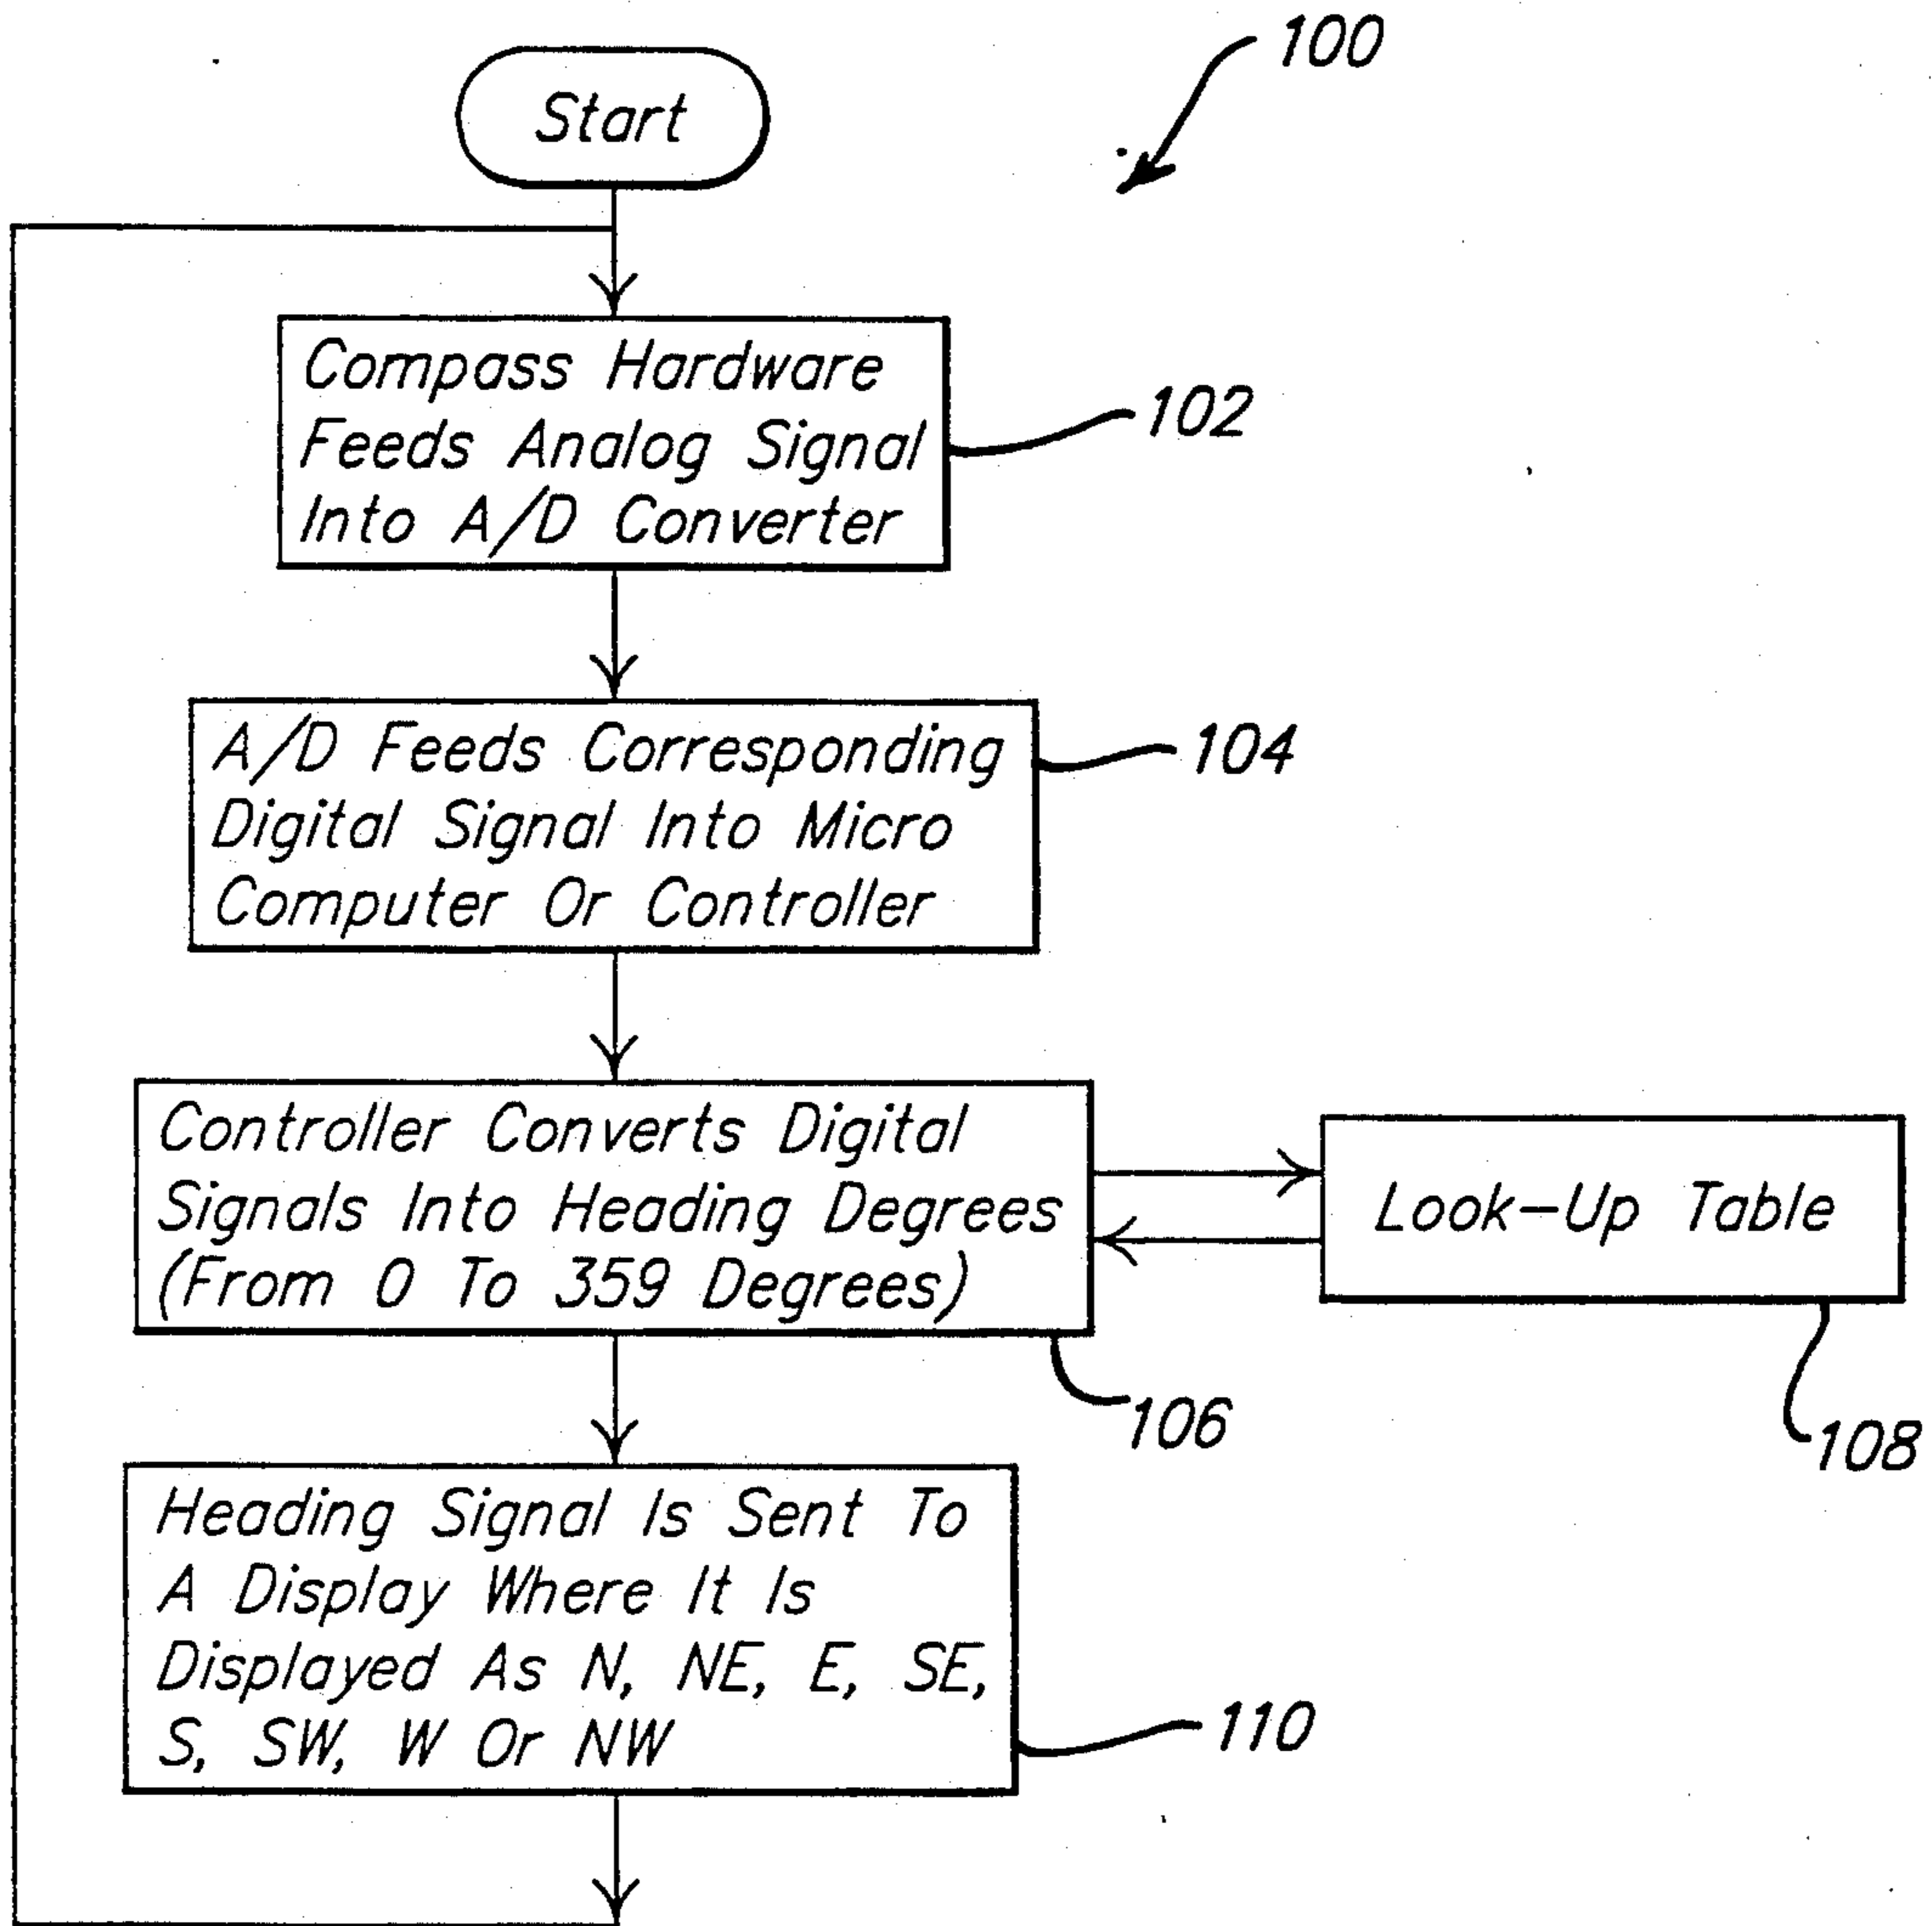 100
Start
Compass Hardware
Feeds Analog Signal
Into A/D Converter
102
A/D Feeds Corresponding
Digital Signal Into Micro
Computer Or Controller
104
Controller Converts Digital
Signals Into Heading Degrees
(From 0 To 359 Degrees)
106
Look-Up Table
108
Heading Signal Is Sent To
A Display Where It Is
Displayed As N, NE, E, SE,
S, SW, W Or NW
110